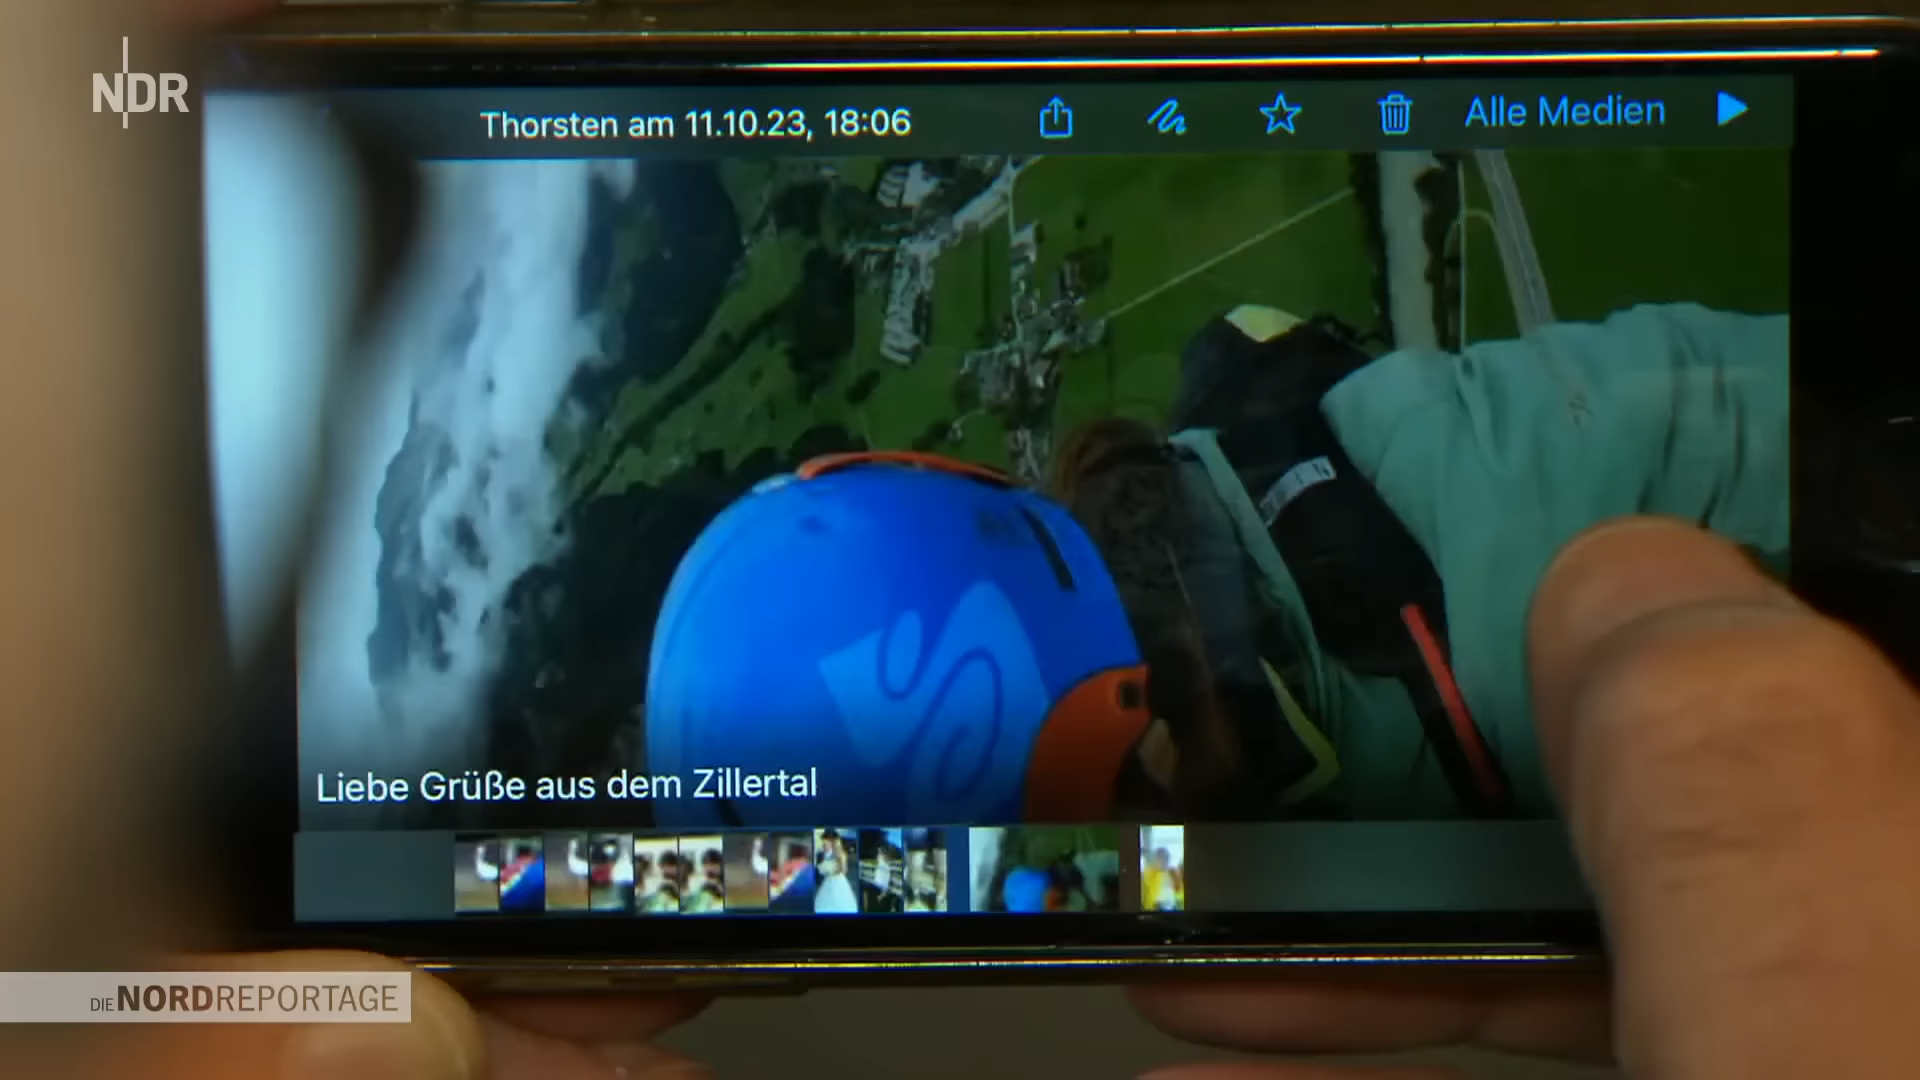 NDR
Thorsten am 11.10.23, 18:06
Alle Medien
Liebe Grüße aus dem Zillertal
DIE NORDREPORTAGE